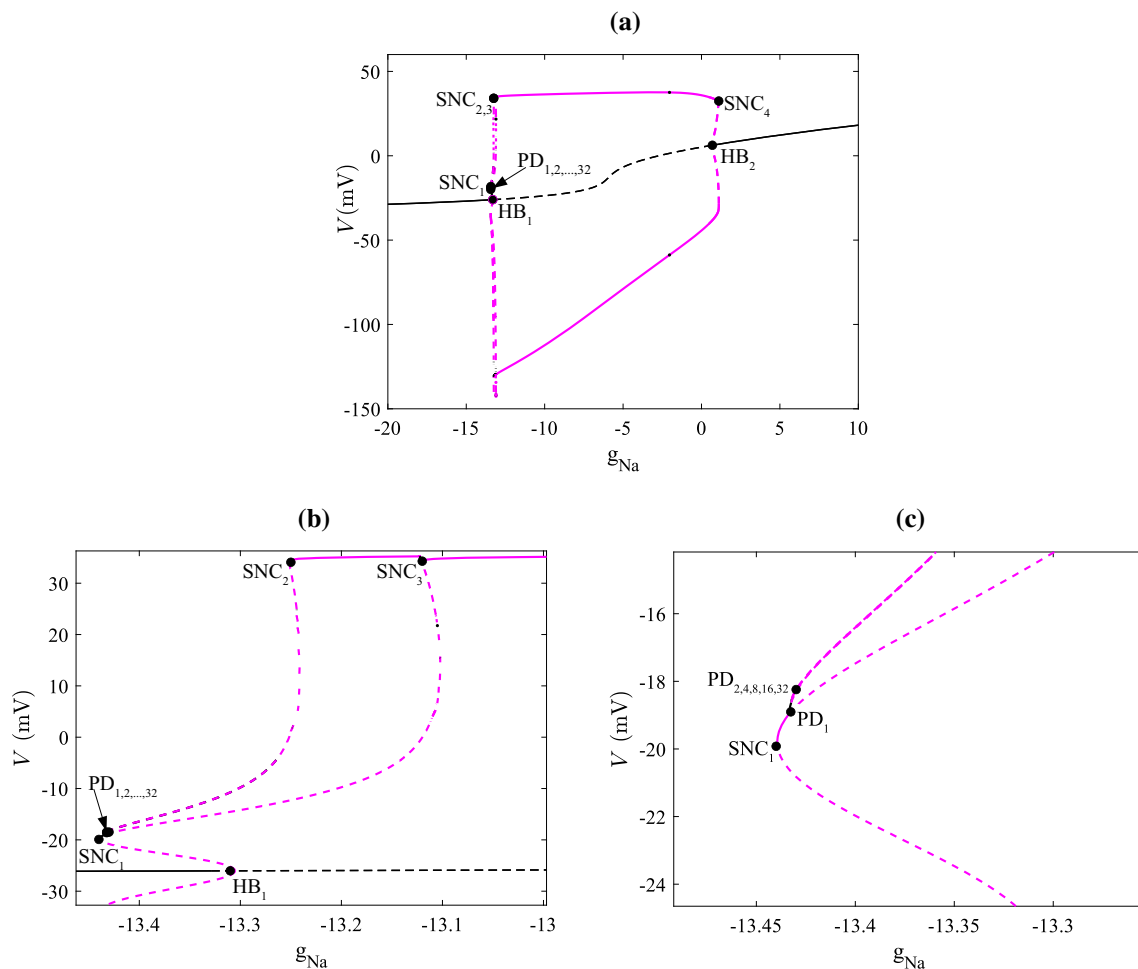 (a)
50
0
-50
-100
-150
V (mV)
SNC2,3
SNC4
PD1,2,...,32
SNC1
HB1
HB2
-20 -15 -10 -5 0 5 10
gNa
(b)
30
20
10
0
-10
-20
-30
V (mV)
SNC2
SNC3
PD1,2,...,32
SNC1
HB1
-13.4 -13.3 -13.2 -13.1 -13
gNa
(c)
-16
-18
-20
-22
-24
V (mV)
PD2,4,8,16,32
PD1
SNC1
-13.45 -13.4 -13.35 -13.3
gNa